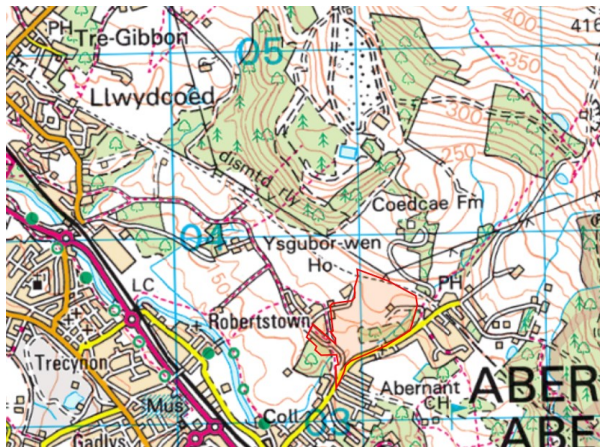 PH
Tre-Gibbon
400
416
05
350
Llwydcoed
300
250
dismtd rly
Coedcae Fm
04
Ysgubor-wen
Ho
150
LC
PH
Robertstown
Trecynon
Abernant
CH
ABER
Mus
Coll
03
Gadlys
ABE